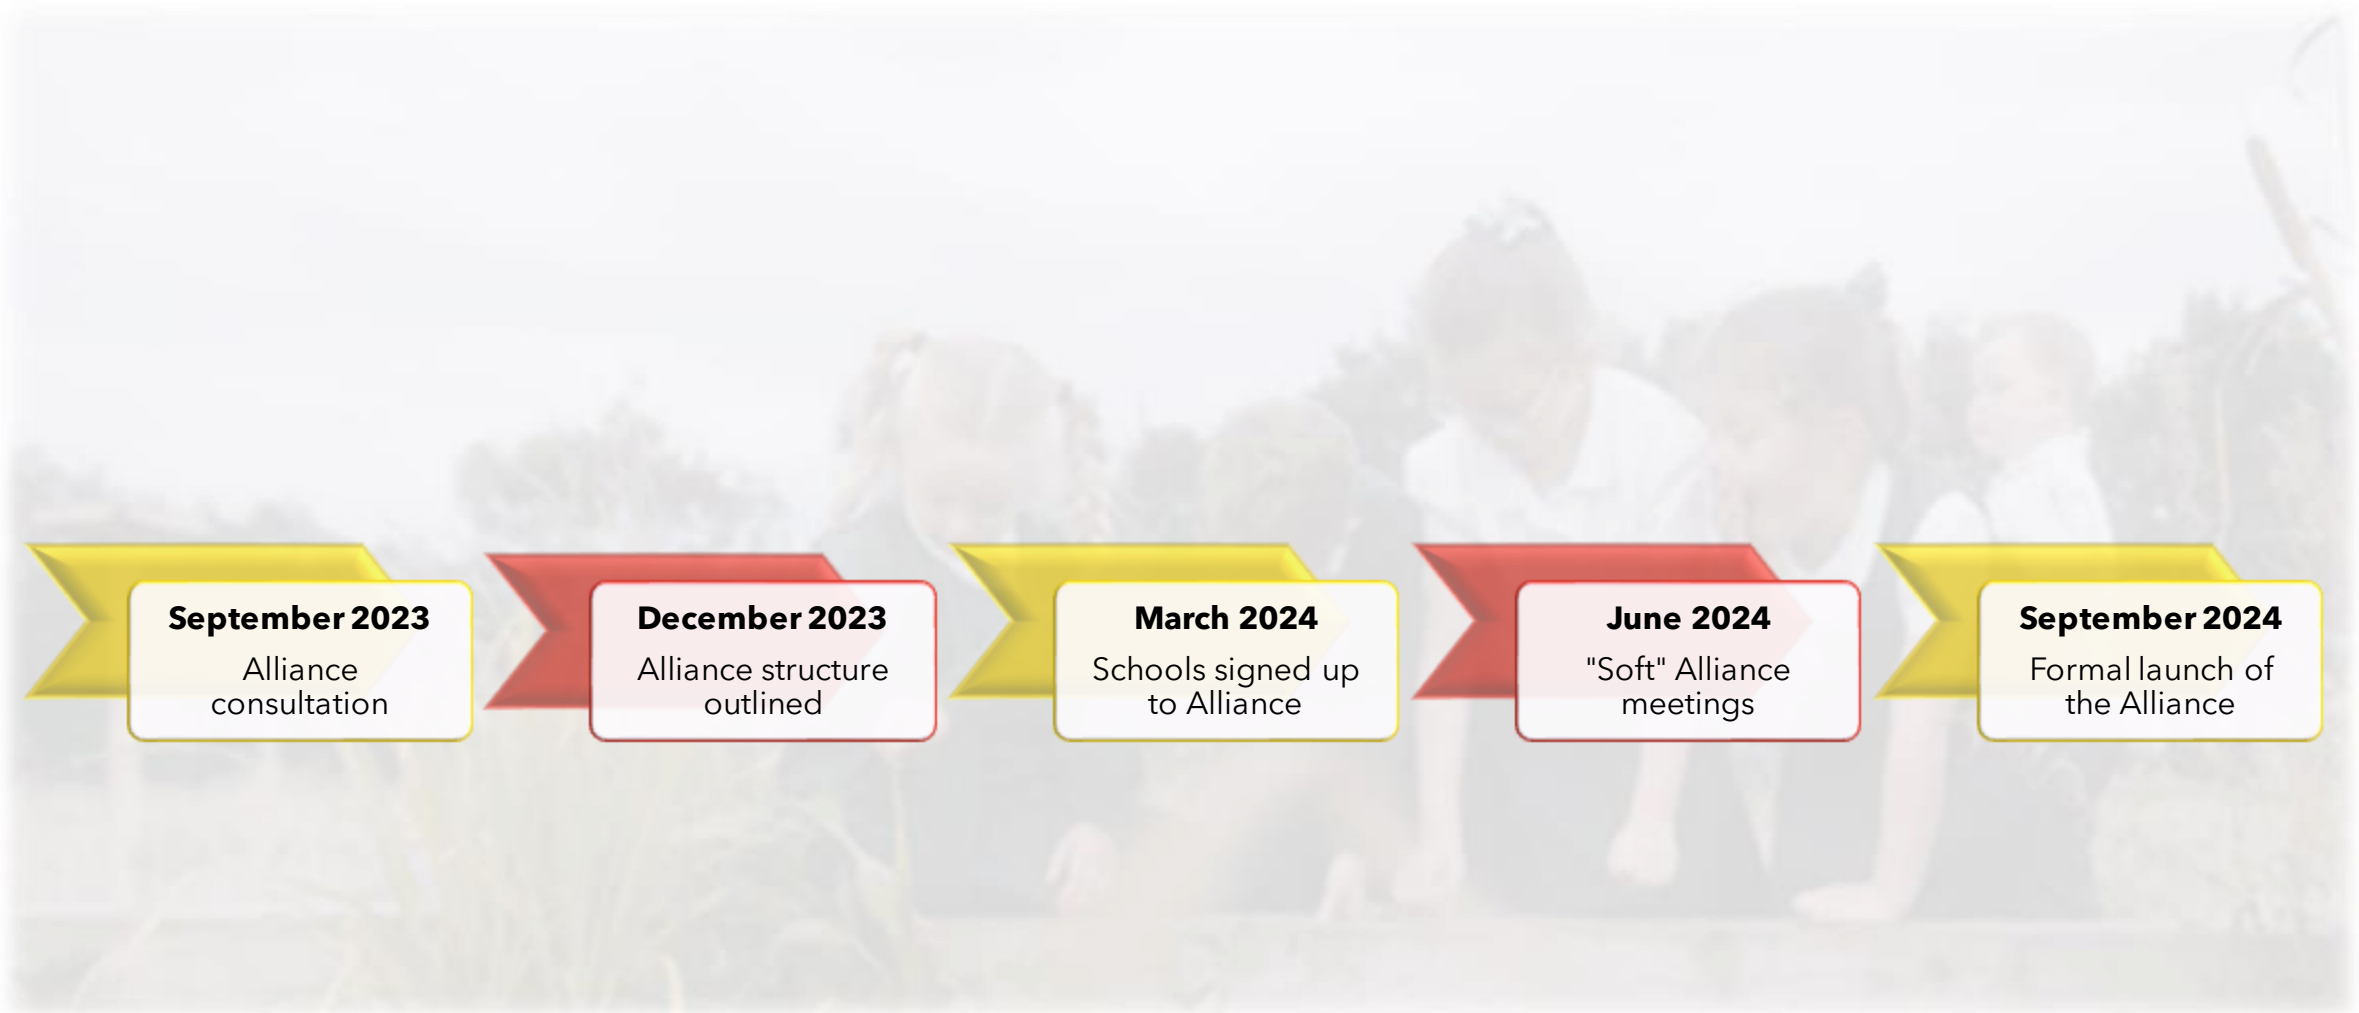 September 2023
Alliance
consultation
December 2023
Alliance structure
outlined
March 2024
Schools signed up
to Alliance
June 2024
"Soft" Alliance
meetings
September 2024
Formal launch of
the Alliance